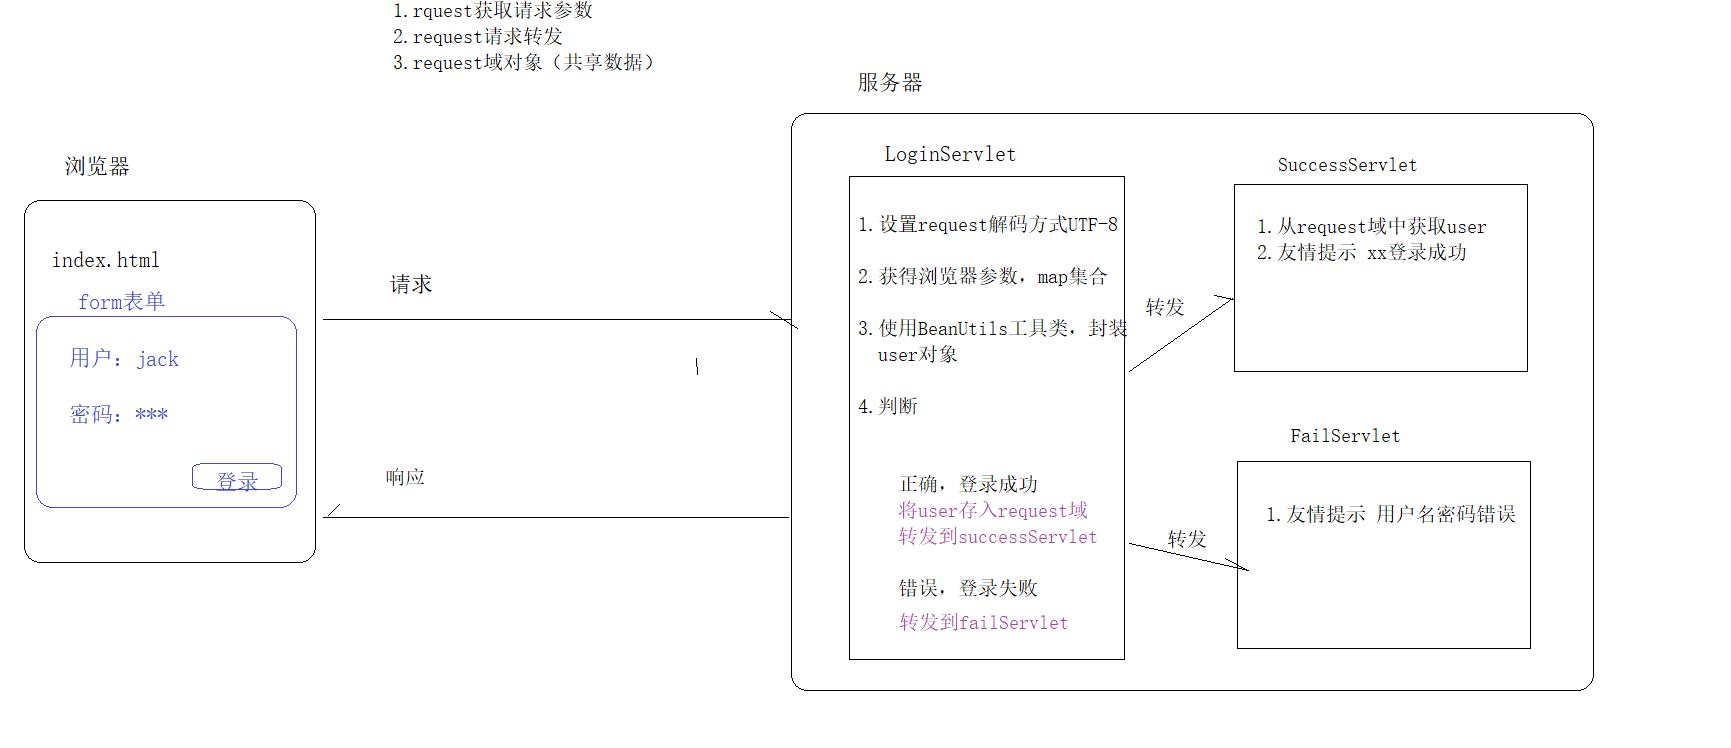 1.rquest获取请求参数
2.request请求转发
3.request域对象（共享数据）
服务器
浏览器
index.html
form表单
用户：jack
密码：***
登录
请求
响应
LoginServlet
1.设置request解码方式UTF-8
2.获得浏览器参数，map集合
3.使用BeanUtils工具类，封装
user对象
4.判断
正确，登录成功
将user存入request域
转发到successServlet
错误，登录失败
转发到failServlet
转发
转发
SuccessServlet
1.从request域中获取user
2.友情提示 xx登录成功
FailServlet
1.友情提示 用户名密码错误